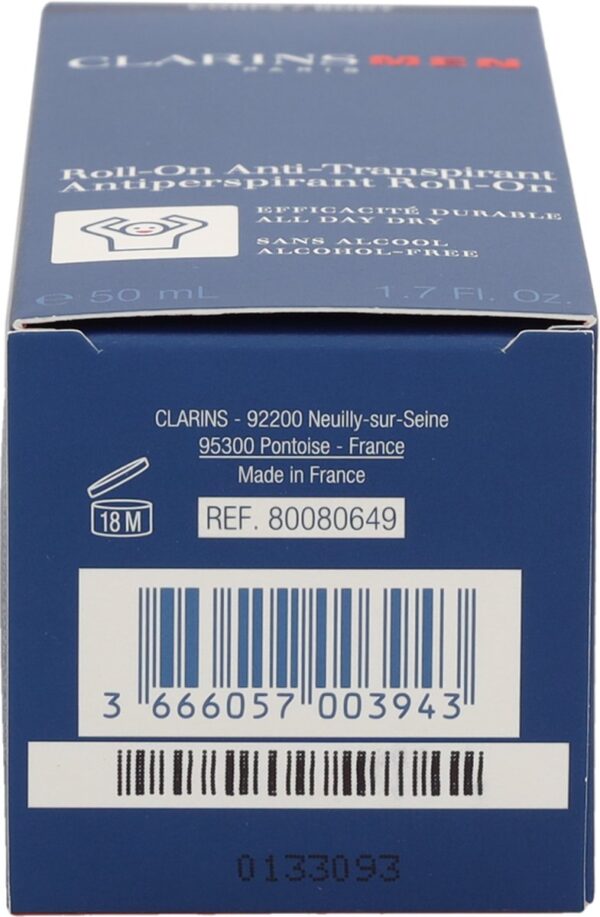 CORPS / BODY
CLARINS MEN
PARIS
Roll-On Anti-Transpirant
Antiperspirant Roll-On
EFFICACITÉ DURABLE
ALL DAY DRY
SANS ALCOOL
ALCOHOL-FREE
℮ 50 mL 1.7 Fl. Oz.
CLARINS - 92200 Neuilly-sur-Seine
95300 Pontoise - France
Made in France
18 M
REF. 80080649
3 666057 003943
0133093